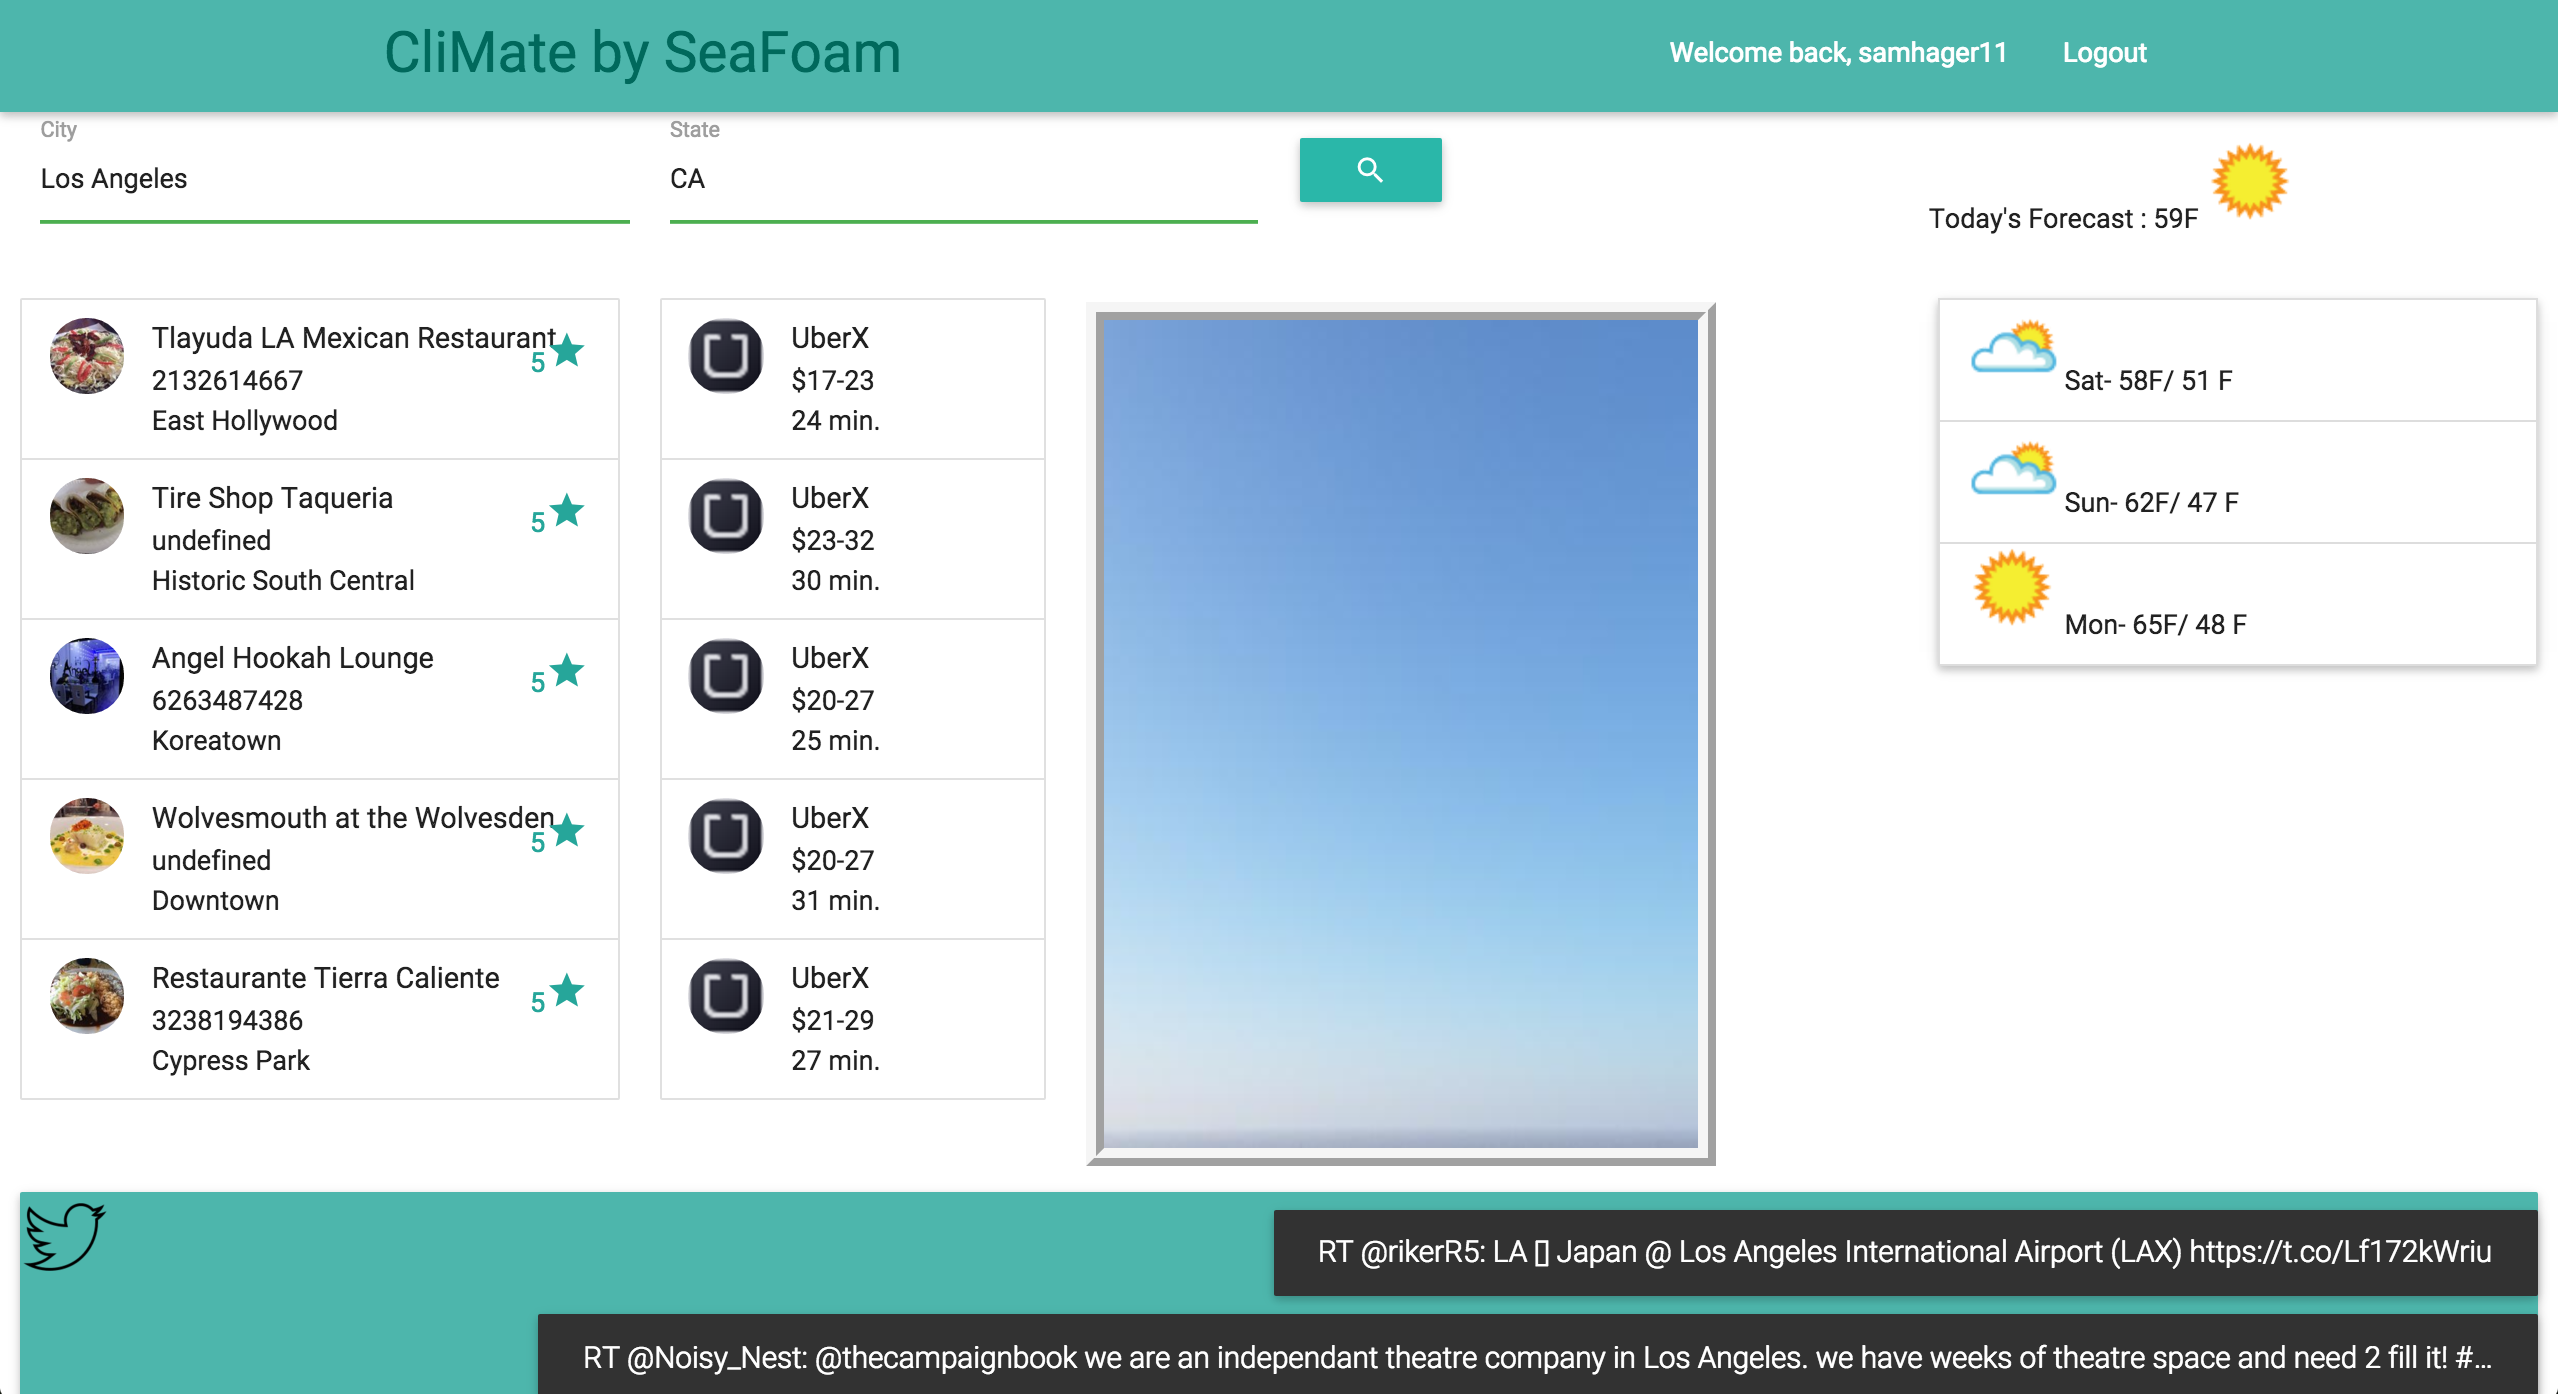 CliMate by SeaFoam
Welcome back, samhager11
Logout
City
Los Angeles
State
CA
Today's Forecast : 59F
Tlayuda LA Mexican Restaurant
5
2132614667
East Hollywood
Tire Shop Taqueria
5
undefined
Historic South Central
Angel Hookah Lounge
5
6263487428
Koreatown
Wolvesmouth at the Wolvesden
5
undefined
Downtown
Restaurante Tierra Caliente
5
3238194386
Cypress Park
UberX
$17-23
24 min.
UberX
$23-32
30 min.
UberX
$20-27
25 min.
UberX
$20-27
31 min.
UberX
$21-29
27 min.
Sat- 58F/ 51 F
Sun- 62F/ 47 F
Mon- 65F/ 48 F
RT @rikerR5: LA ▯ Japan @ Los Angeles International Airport (LAX) https://t.co/Lf172kWriu
RT @Noisy_Nest: @thecampaignbook we are an independant theatre company in Los Angeles. we have weeks of theatre space and need 2 fill it! #...